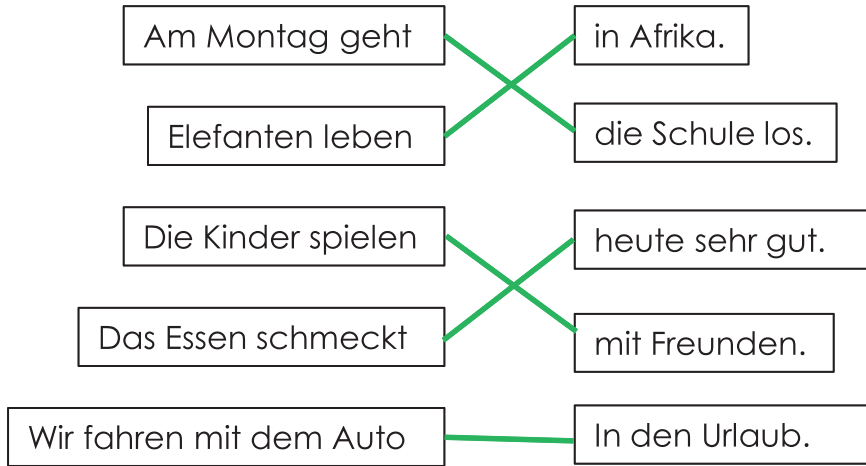 Am Montag geht
in Afrika.
Elefanten leben
die Schule los.
Die Kinder spielen
heute sehr gut.
Das Essen schmeckt
mit Freunden.
Wir fahren mit dem Auto
In den Urlaub.